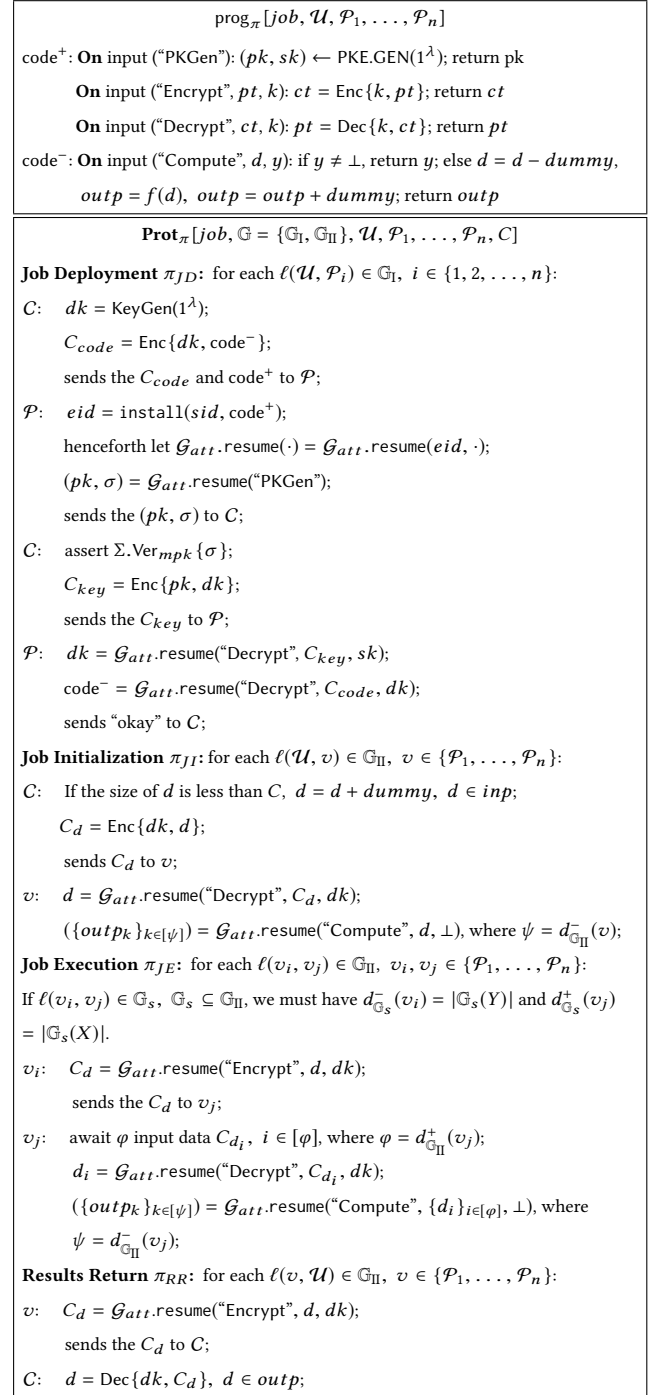 prog_π[job, 𝒰, 𝒫_1, . . . , 𝒫_n]
code^+: On input (“PKGen”): (pk, sk) ← PKE.GEN(1^λ); return pk
On input (“Encrypt”, pt, k): ct = Enc{k, pt}; return ct
On input (“Decrypt”, ct, k): pt = Dec{k, ct}; return pt
code^−: On input (“Compute”, d, y): if y ≠ ⊥, return y; else d = d − dummy,
outp = f(d), outp = outp + dummy; return outp
Prot_π[job, 𝔾 = {𝔾_I, 𝔾_II}, 𝒰, 𝒫_1, . . . , 𝒫_n, C]
Job Deployment π_JD: for each ℓ(𝒰, 𝒫_i) ∈ 𝔾_I, i ∈ {1, 2, . . . , n}:
C: dk = KeyGen(1^λ);
C_code = Enc{dk, code^−};
sends the C_code and code^+ to 𝒫;
𝒫: eid = install(sid, code^+);
henceforth let 𝒢_att.resume(·) = 𝒢_att.resume(eid, ·);
(pk, σ) = 𝒢_att.resume(“PKGen”);
sends the (pk, σ) to C;
C: assert Σ.Ver_mpk{σ};
C_key = Enc{pk, dk};
sends the C_key to 𝒫;
𝒫: dk = 𝒢_att.resume(“Decrypt”, C_key, sk);
code^− = 𝒢_att.resume(“Decrypt”, C_code, dk);
sends “okay” to C;
Job Initialization π_JI: for each ℓ(𝒰, v) ∈ 𝔾_II, v ∈ {𝒫_1, . . . , 𝒫_n}:
C: If the size of d is less than C, d = d + dummy, d ∈ inp;
C_d = Enc{dk, d};
sends C_d to v;
v: d = 𝒢_att.resume(“Decrypt”, C_d, dk);
({outp_k}_{k∈[ψ]}) = 𝒢_att.resume(“Compute”, d, ⊥), where ψ = d^−_{𝔾_II}(v);
Job Execution π_JE: for each ℓ(v_i, v_j) ∈ 𝔾_II, v_i, v_j ∈ {𝒫_1, . . . , 𝒫_n}:
If ℓ(v_i, v_j) ∈ 𝔾_s, 𝔾_s ⊆ 𝔾_II, we must have d^−_{𝔾_s}(v_i) = |𝔾_s(Y)| and d^+_{𝔾_s}(v_j)
= |𝔾_s(X)|.
v_i: C_d = 𝒢_att.resume(“Encrypt”, d, dk);
sends the C_d to v_j;
v_j: await φ input data C_{d_i}, i ∈ [φ], where φ = d^+_{𝔾_II}(v_j);
d_i = 𝒢_att.resume(“Decrypt”, C_{d_i}, dk);
({outp_k}_{k∈[ψ]}) = 𝒢_att.resume(“Compute”, {d_i}_{i∈[φ]}, ⊥), where
ψ = d^−_{𝔾_II}(v_j);
Results Return π_RR: for each ℓ(v, 𝒰) ∈ 𝔾_II, v ∈ {𝒫_1, . . . , 𝒫_n}:
v: C_d = 𝒢_att.resume(“Encrypt”, d, dk);
sends the C_d to C;
C: d = Dec{dk, C_d}, d ∈ outp;